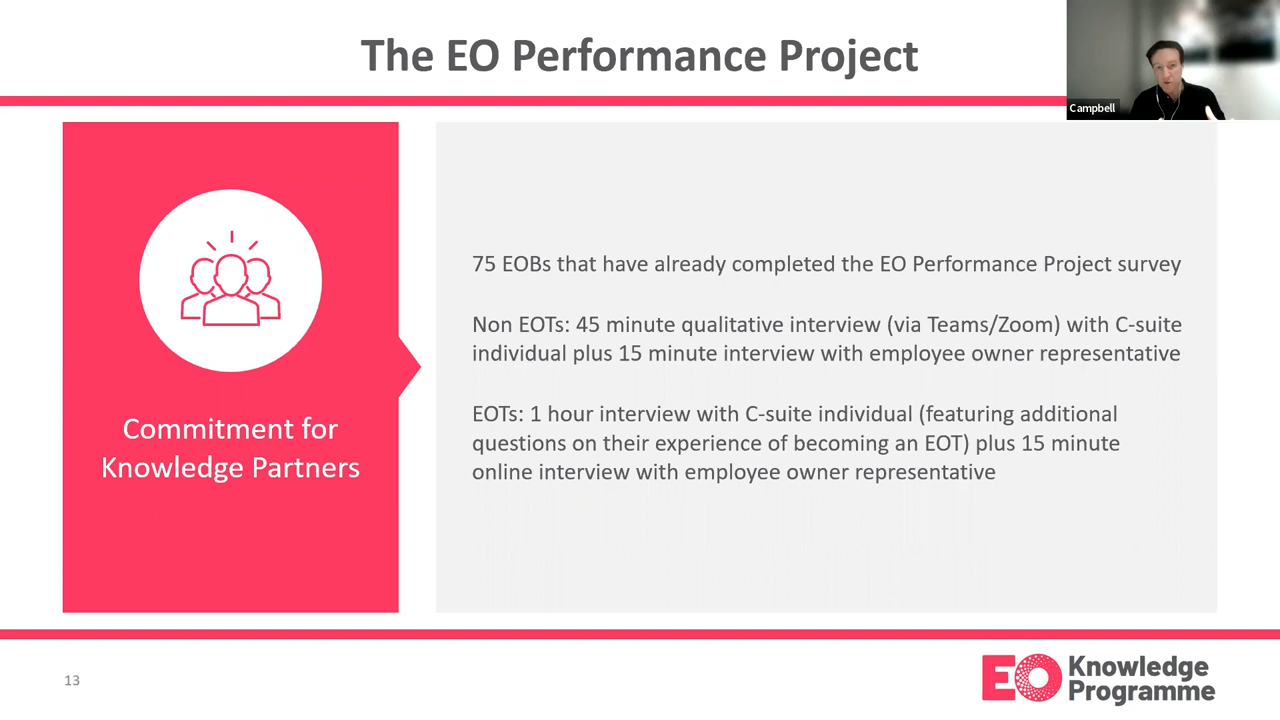 The EO Performance Project
Campbell
Commitment for
Knowledge Partners
75 EOBs that have already completed the EO Performance Project survey
Non EOTs: 45 minute qualitative interview (via Teams/Zoom) with C-suite
individual plus 15 minute interview with employee owner representative
EOTs: 1 hour interview with C-suite individual (featuring additional
questions on their experience of becoming an EOT) plus 15 minute
online interview with employee owner representative
13
EO Knowledge
Programme